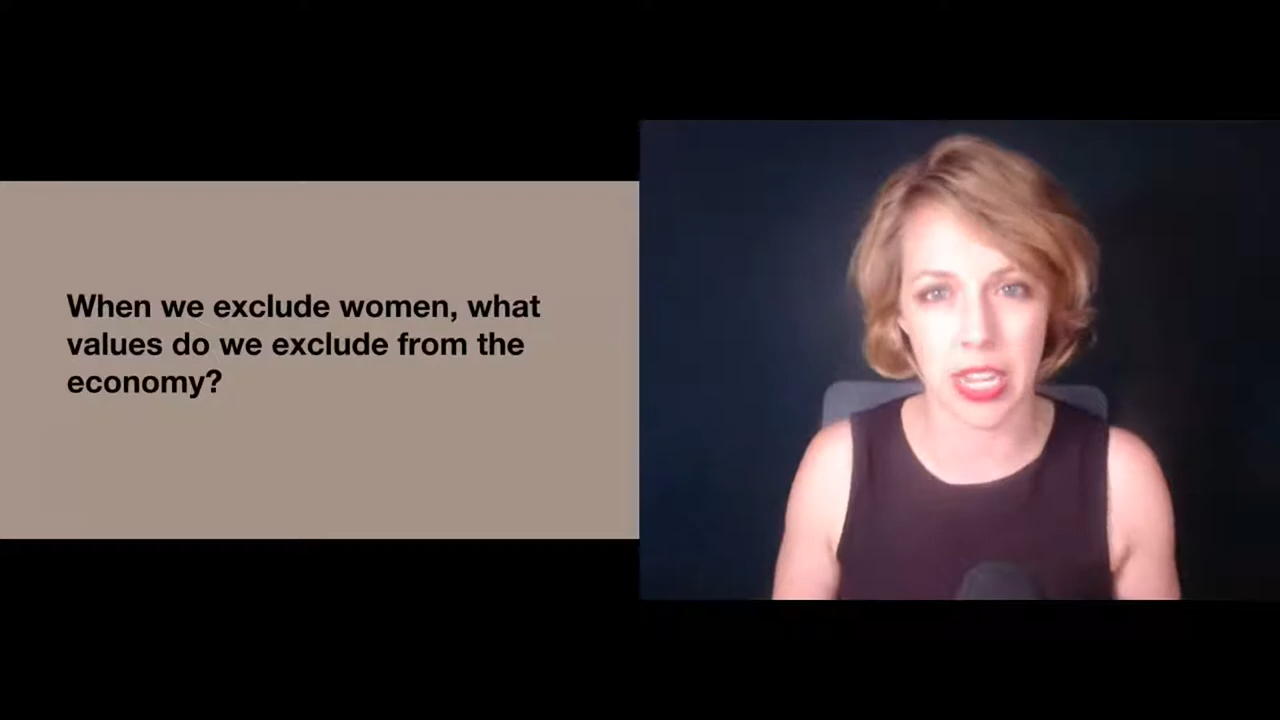 When we exclude women, what
values do we exclude from the
economy?